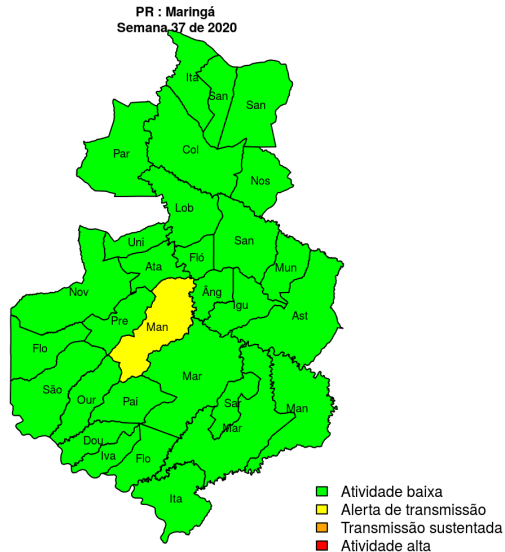 PR : Maringá
Semana 37 de 2020
Itá
San
San
Par
Col
Nos
Lob
Uni
San
Fló
Ata
Mun
Nov
Âng
Igu
Pre
Man
Ast
Flo
Mar
São
Our
Pai
Sar
Man
Mar
Dou
Iva
Flo
Ita
Atividade baixa
Alerta de transmissão
Transmissão sustentada
Atividade alta